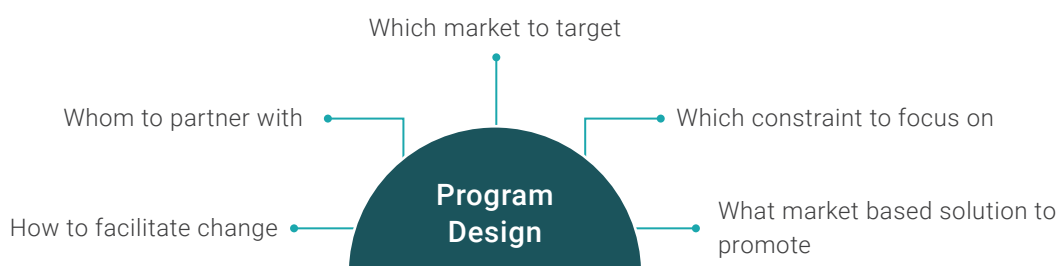 Which market to target
Whom to partner with
Which constraint to focus on
Program
Design
How to facilitate change
What market based solution to
promote